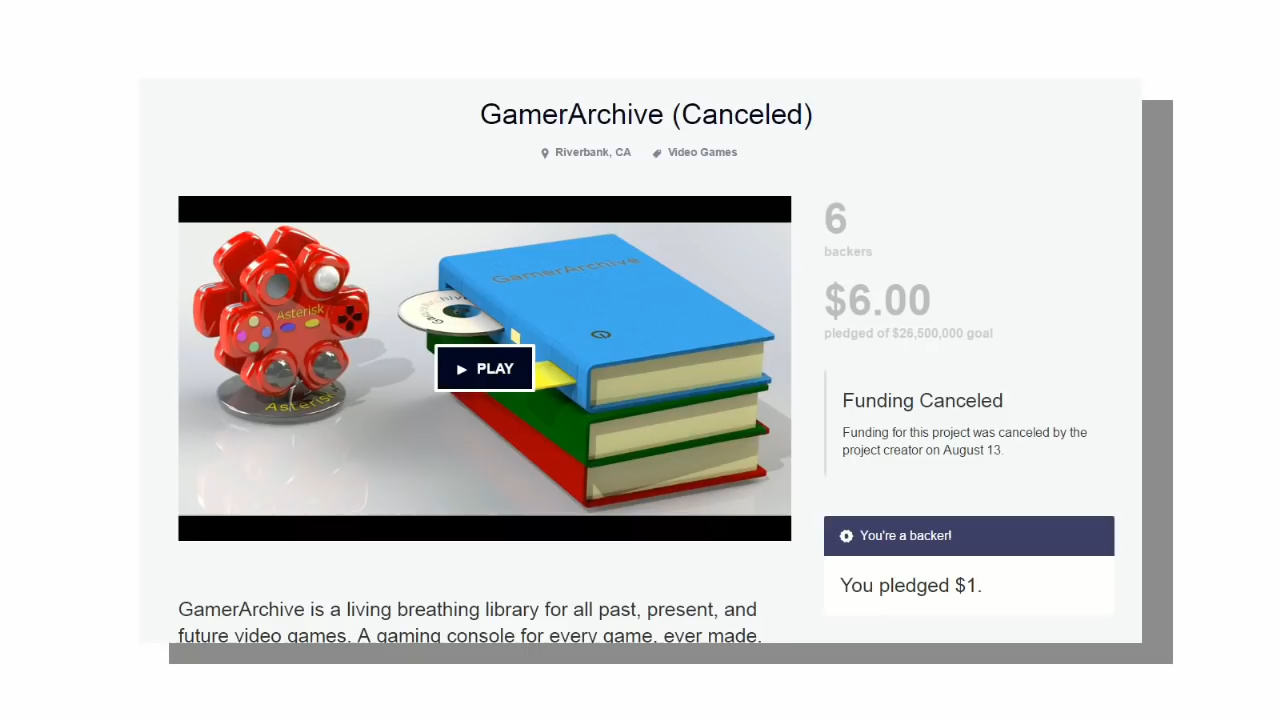 GamerArchive (Canceled)
Riverbank, CA Video Games
GamerArchive
Asterisk
Asterisk
PLAY
6
backers
$6.00
pledged of $26,500,000 goal
Funding Canceled
Funding for this project was canceled by the
project creator on August 13.
You're a backer!
You pledged $1.
GamerArchive is a living breathing library for all past, present, and
future video games. A gaming console for every game, ever made.